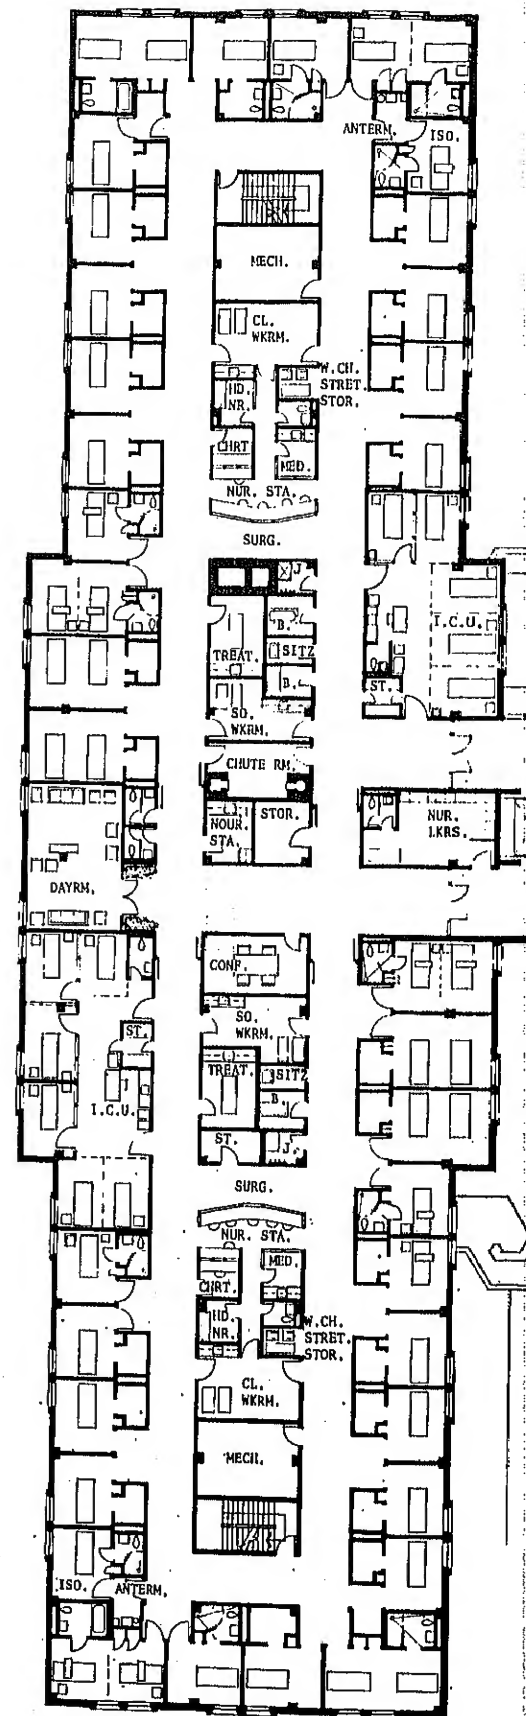 ANTERM.
ISO.
MECH.
CL.
WKRM.
W.CH.
STRET.
STOR.
HD.
NR.
CHRT
MED.
NUR. STA.
SURG.
J.
B.
TREAT.
SITZ
B.
I.C.U.
ST.
SO.
WKRM.
CHUTE RM.
NOUR.
STA.
STOR.
NUR.
LKRS.
DAYRM.
CONF.
SO.
WKRM.
ST.
TREAT.
SITZ
B.
I.C.U.
ST.
J.
SURG.
NUR. STA.
MED.
CHRT.
HD.
NR.
W.CH.
STRET.
STOR.
CL.
WKRM.
MECH.
ISO.
ANTERM.